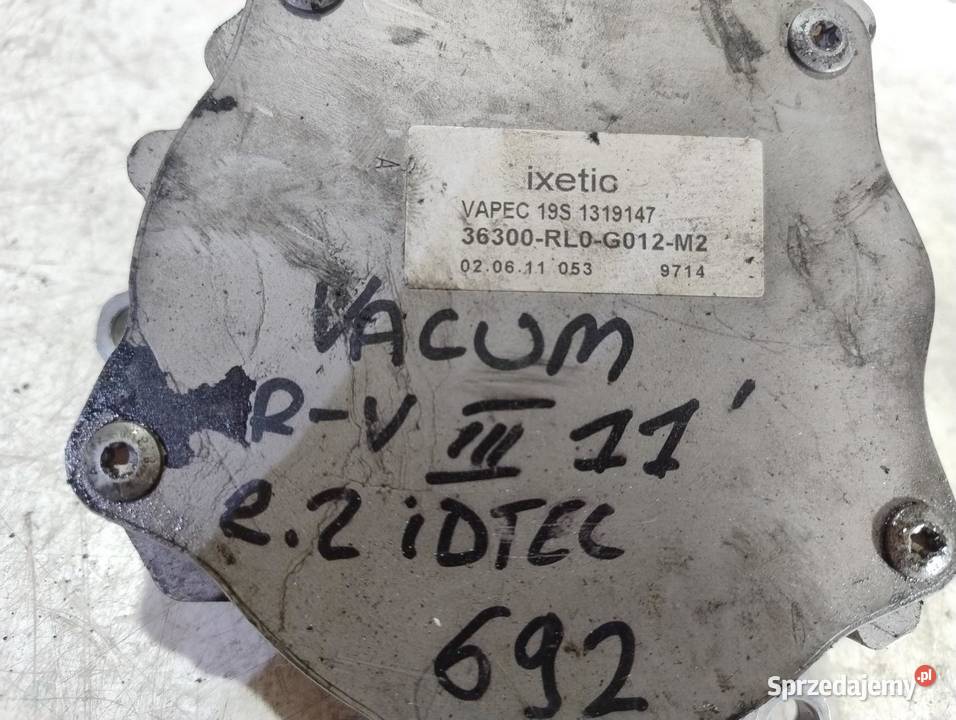 A
ixetic
VAPEC 19S 1319147
36300-RL0-G012-M2
02.06.11 053 9714
VACUM
R-V III 11'
2.2 iDTEC
692
Sprzedajemy.pl